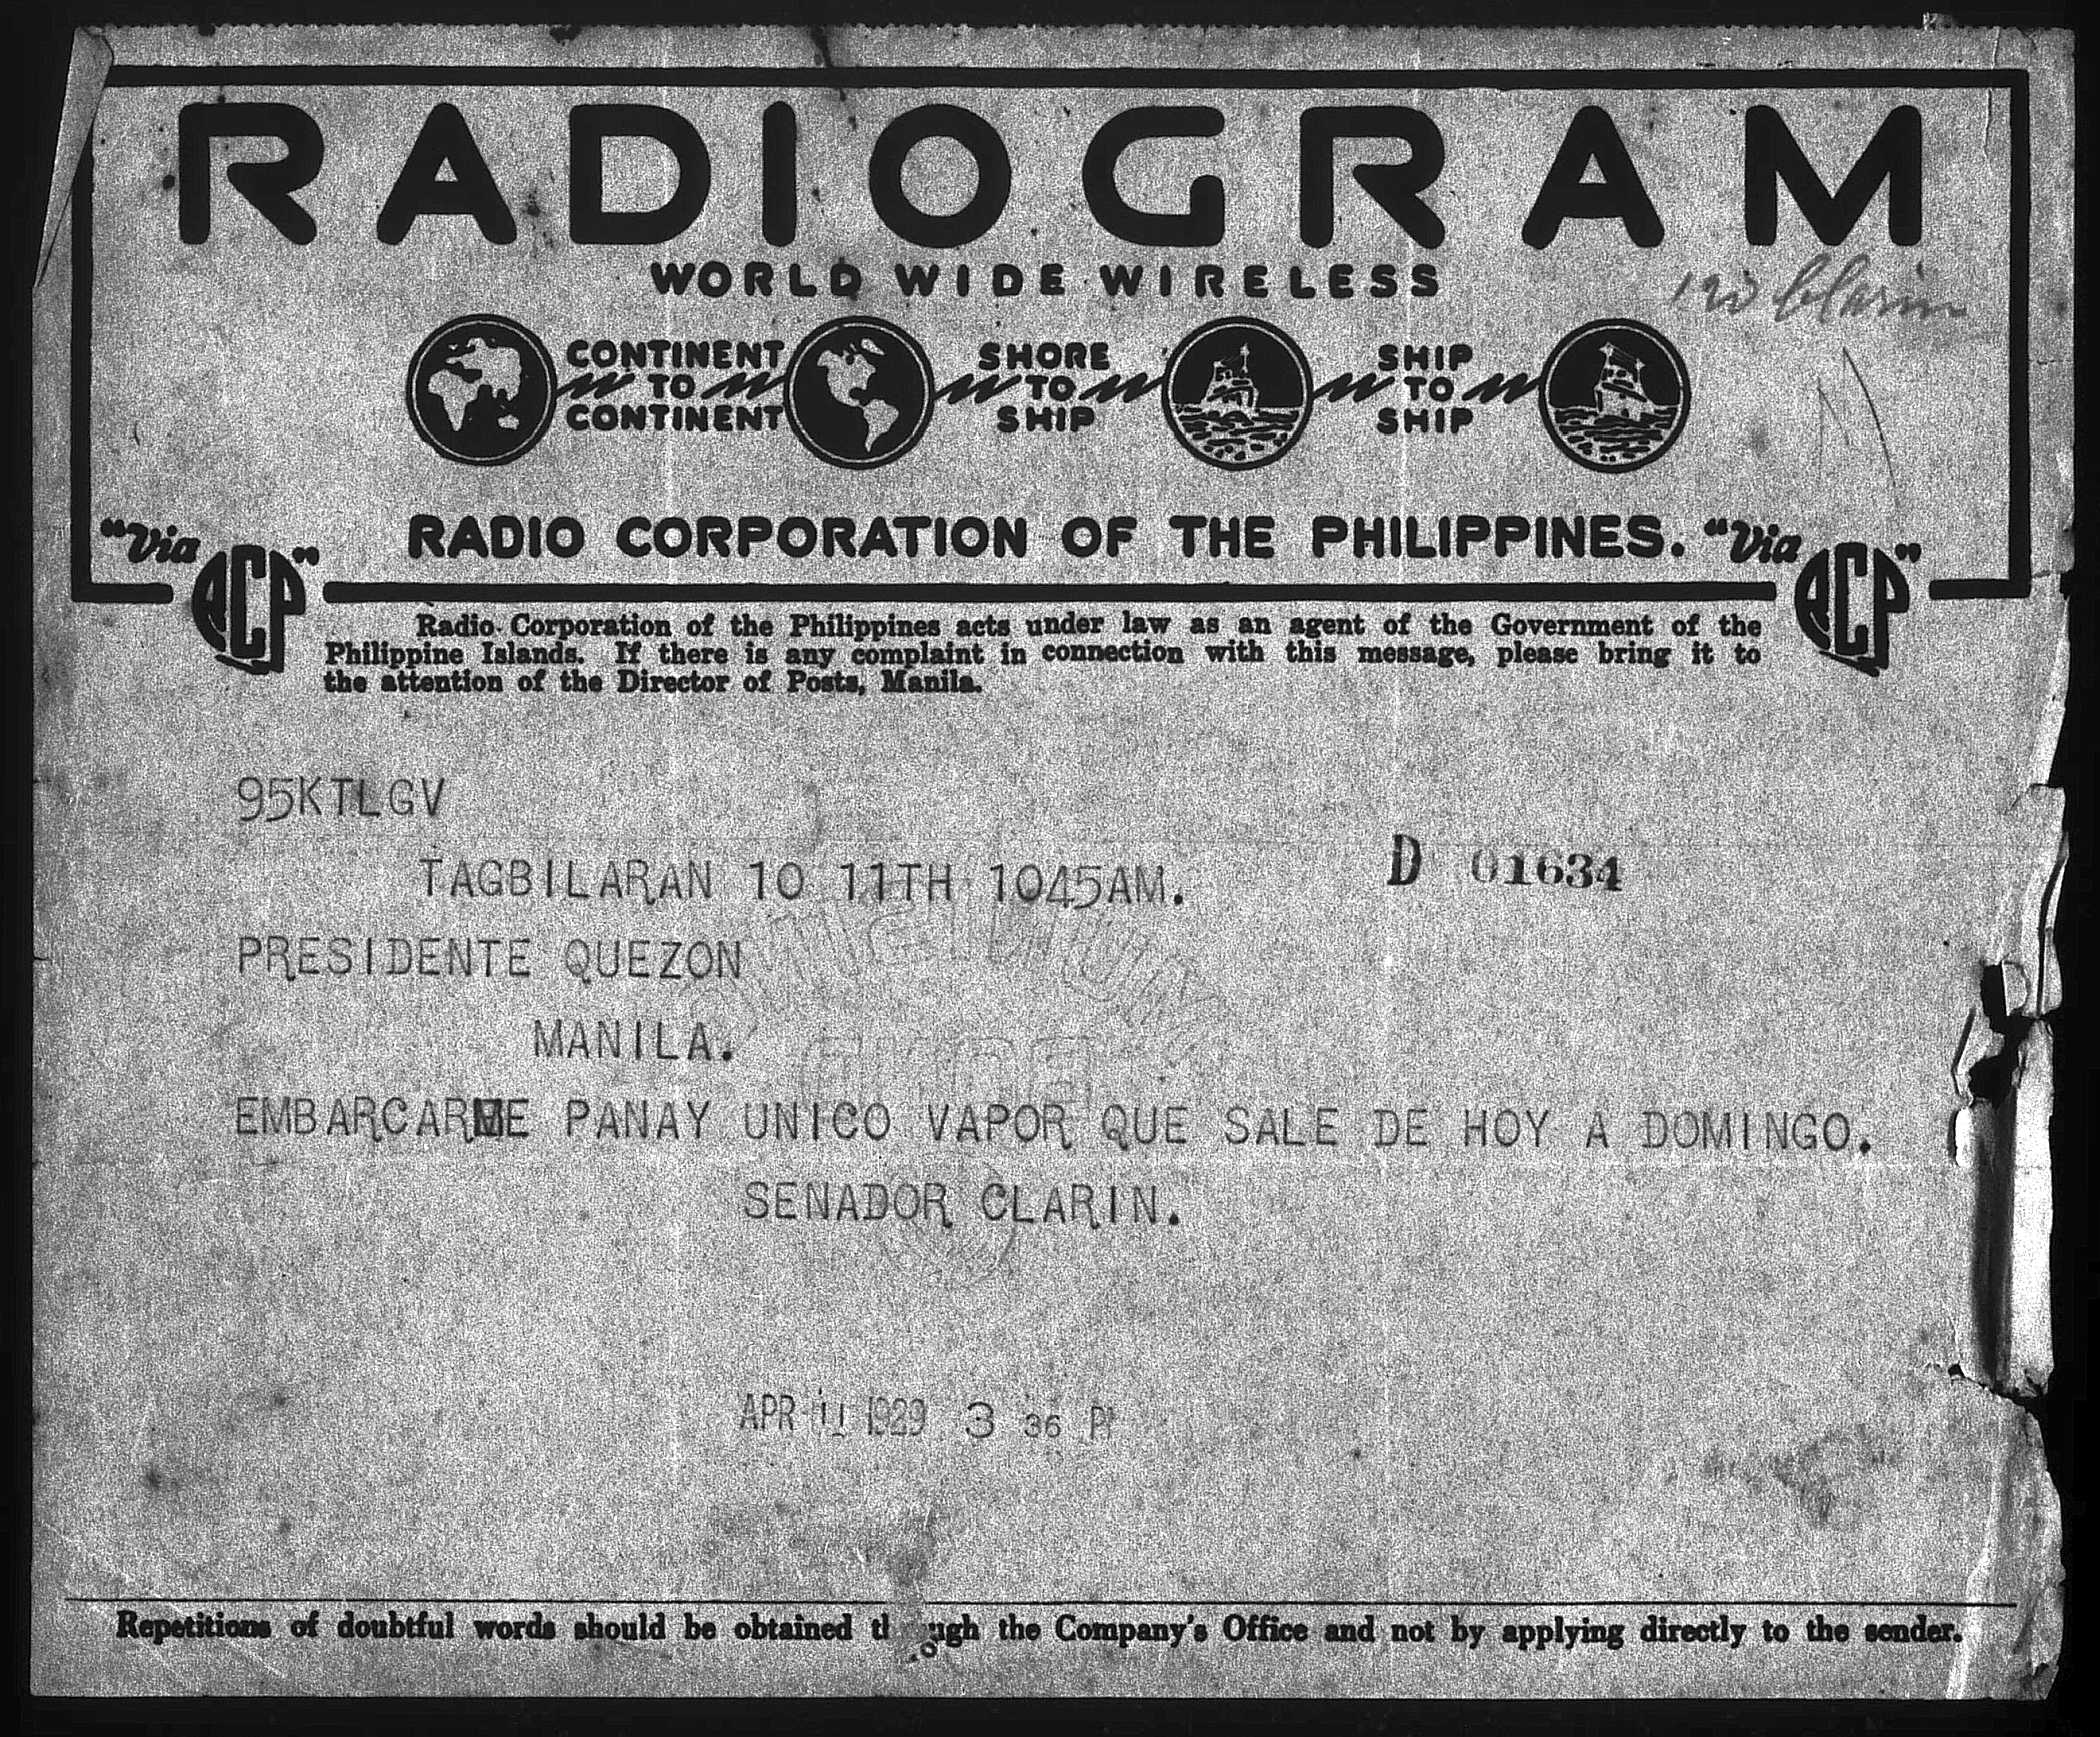 RADIOGRAM
WORLD WIDE WIRELESS
Clarin
CONTINENT TO CONTINENT
SHORE TO SHIP
SHIP TO SHIP
"Via RCP" RADIO CORPORATION OF THE PHILIPPINES. "Via RCP"
Radio Corporation of the Philippines acts under law as an agent of the Government of the
Philippine Islands. If there is any complaint in connection with this message, please bring it to
the attention of the Director of Posts, Manila.
95KTLGV
TAGBILARAN 10 11TH 1045AM. D 01634
PRESIDENTE QUEZON
MANILA.
EMBARCARME PANAY UNICO VAPOR QUE SALE DE HOY A DOMINGO.
SENADOR CLARIN.
APR 11 1929 3 36 P
Repetitions of doubtful words should be obtained th ugh the Company's Office and not by applying directly to the sender.